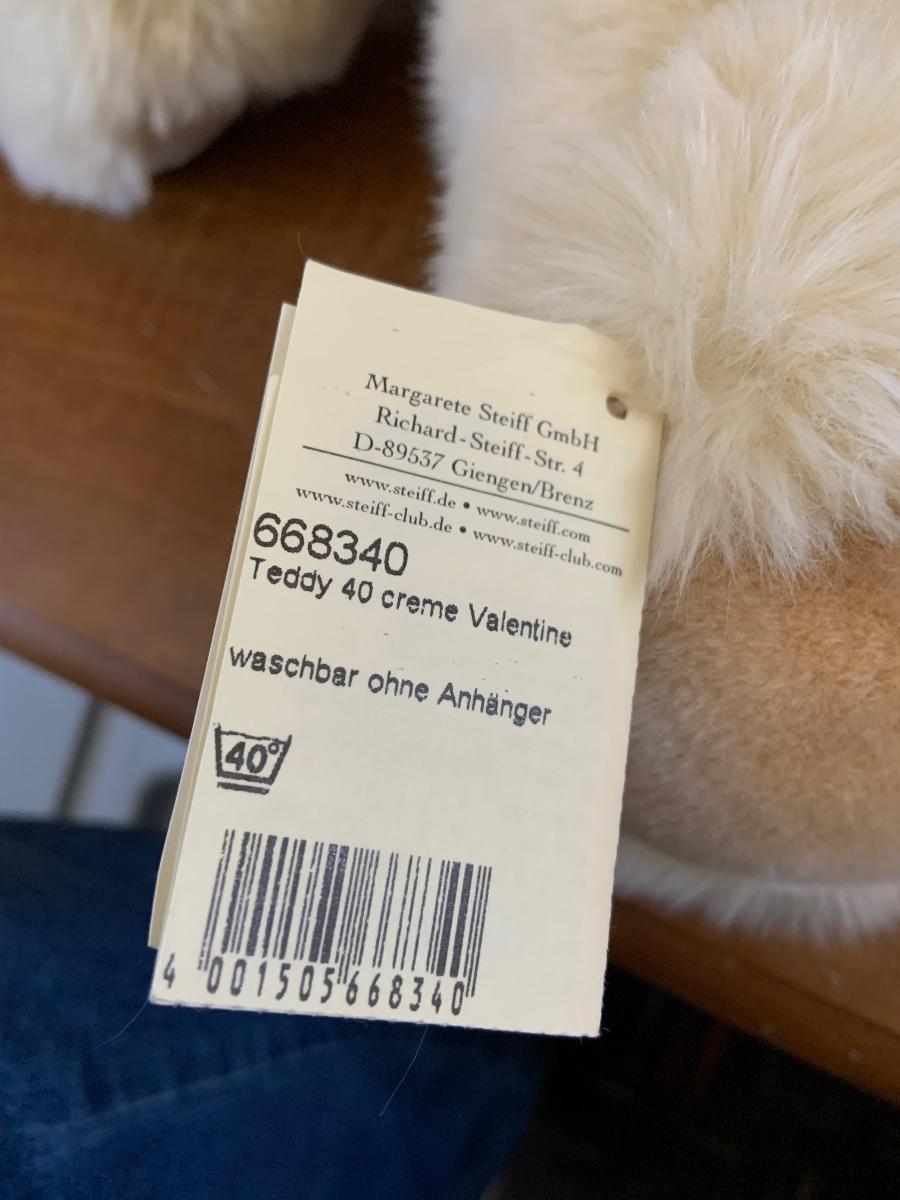 Margarete Steiff GmbH
Richard-Steiff-Str. 4
D-89537 Giengen/Brenz
www.steiff.de • www.steiff.com
www.steiff-club.de • www.steiff-club.com
668340
Teddy 40 creme Valentine
waschbar ohne Anhänger
40°
4 001505 668340